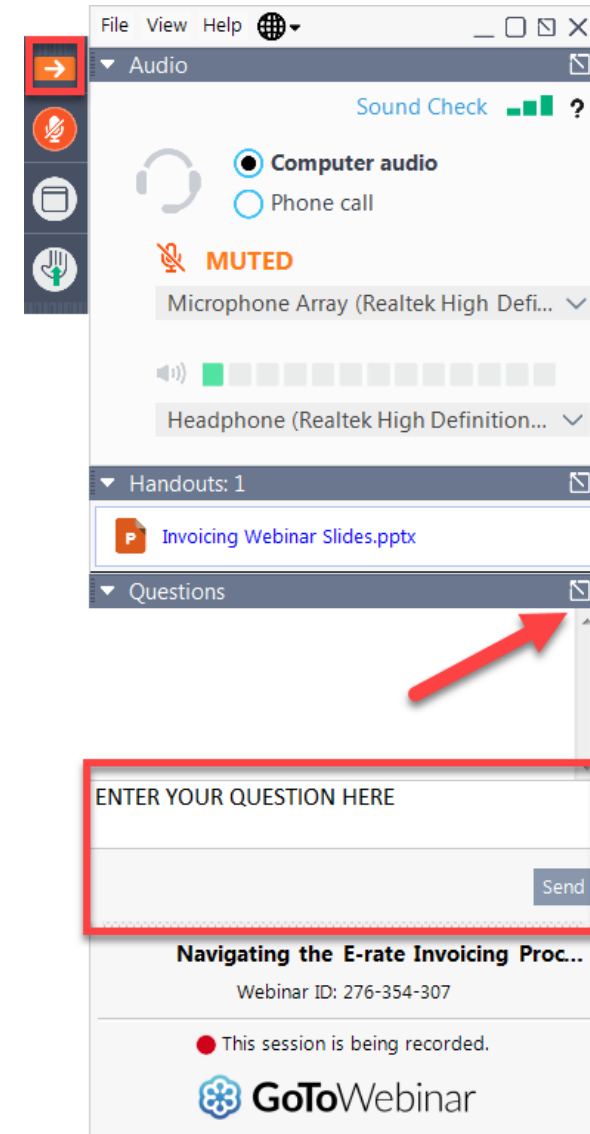 File View Help
Audio
Sound Check ?
Computer audio
Phone call
MUTED
Microphone Array (Realtek High Defi...
Headphone (Realtek High Definition...
Handouts: 1
P Invoicing Webinar Slides.pptx
Questions
ENTER YOUR QUESTION HERE
Send
Navigating the E-rate Invoicing Proc...
Webinar ID: 276-354-307
This session is being recorded.
GoToWebinar